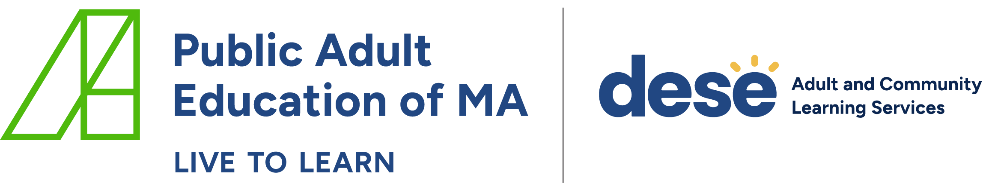 Public Adult
Education of MA
LIVE TO LEARN
dese
Adult and Community
Learning Services